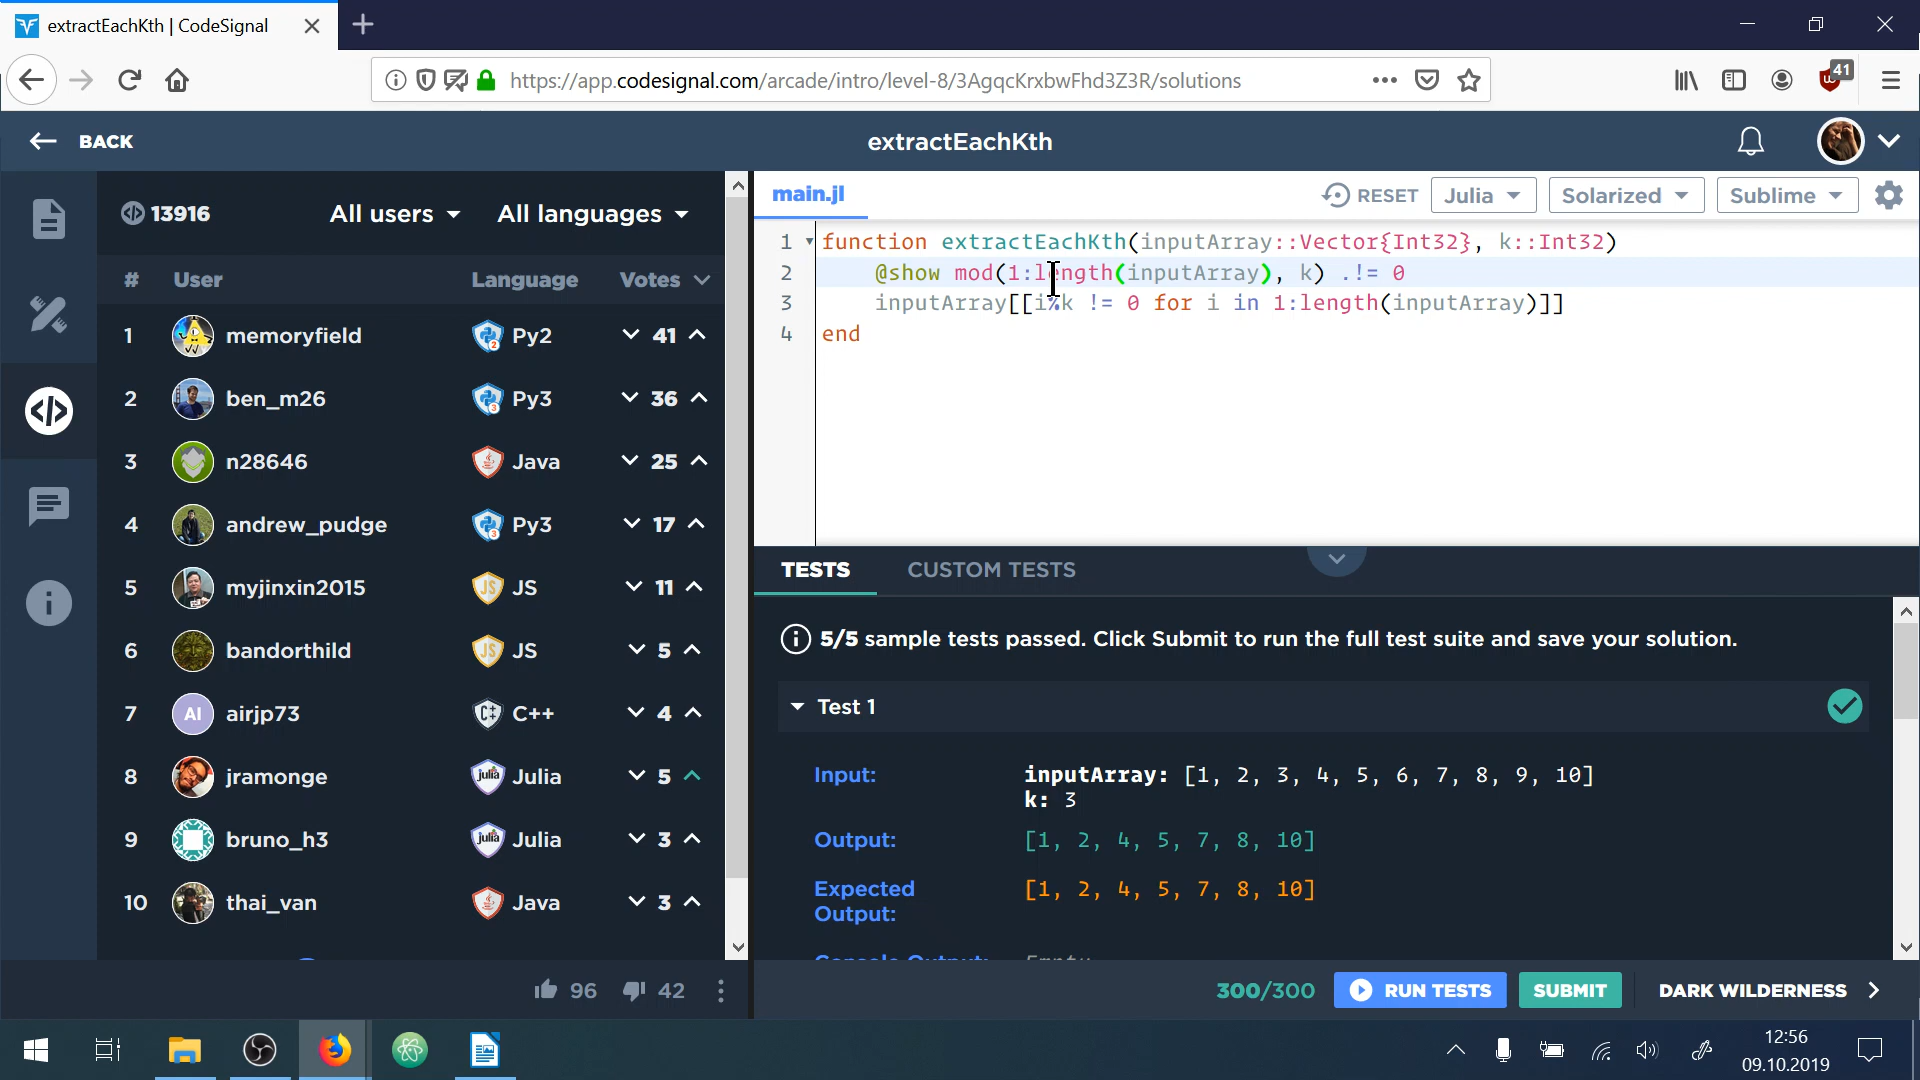 extractEachKth | CodeSignal
https://app.codesignal.com/arcade/intro/level-8/3AgqcKrxbwFhd3Z3R/solutions
41
BACK
extractEachKth
13916
All users
All languages
# User Language Votes
1 memoryfield Py2 41
2 ben_m26 Py3 36
3 n28646 Java 25
4 andrew_pudge Py3 17
5 myjinxin2015 JS 11
6 bandorthild JS 5
7 AI airjp73 C++ 4
8 jramonge Julia 5
9 bruno_h3 Julia 3
10 thai_van Java 3
96 42
main.jl
RESET
Julia
Solarized
Sublime
1 function extractEachKth(inputArray::Vector{Int32}, k::Int32)
2 @show mod(1:length(inputArray), k) .!= 0
3 inputArray[[i%k != 0 for i in 1:length(inputArray)]]
4 end
TESTS
CUSTOM TESTS
5/5 sample tests passed. Click Submit to run the full test suite and save your solution.
Test 1
Input: inputArray: [1, 2, 3, 4, 5, 6, 7, 8, 9, 10]
k: 3
Output: [1, 2, 4, 5, 7, 8, 10]
Expected Output: [1, 2, 4, 5, 7, 8, 10]
Console Output: Empty
300/300
RUN TESTS
SUBMIT
DARK WILDERNESS
12:56
09.10.2019